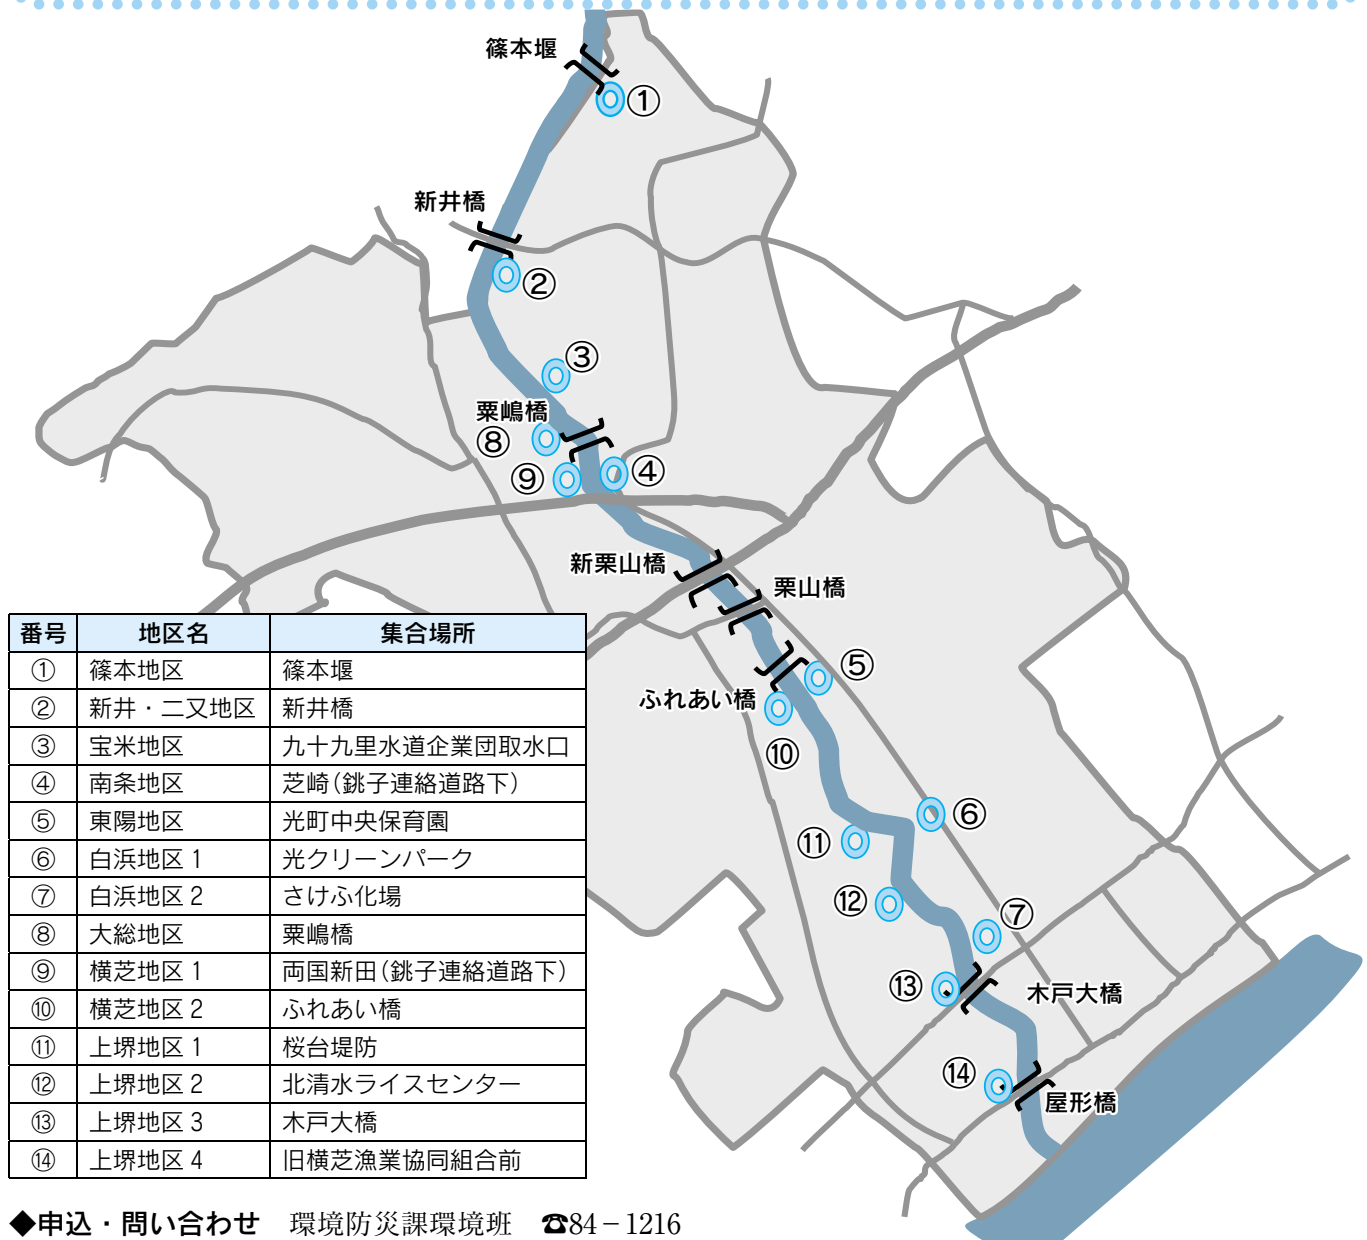 篠本堰
①
新井橋
②
③
粟嶋橋
⑧
④
⑨
新栗山橋
栗山橋
⑤
ふれあい橋
⑩
⑥
⑪
⑫
⑦
⑬
木戸大橋
⑭
屋形橋
番号 地区名 集合場所
① 篠本地区 篠本堰
② 新井・二又地区 新井橋
③ 宝米地区 九十九里水道企業団取水口
④ 南条地区 芝崎(銚子連絡道路下)
⑤ 東陽地区 光町中央保育園
⑥ 白浜地区1 光クリーンパーク
⑦ 白浜地区2 さけふ化場
⑧ 大総地区 粟嶋橋
⑨ 横芝地区1 両国新田(銚子連絡道路下)
⑩ 横芝地区2 ふれあい橋
⑪ 上堺地区1 桜台堤防
⑫ 上堺地区2 北清水ライスセンター
⑬ 上堺地区3 木戸大橋
⑭ 上堺地区4 旧横芝漁業協同組合前
◆申込・問い合わせ 環境防災課環境班 ☎84－1216